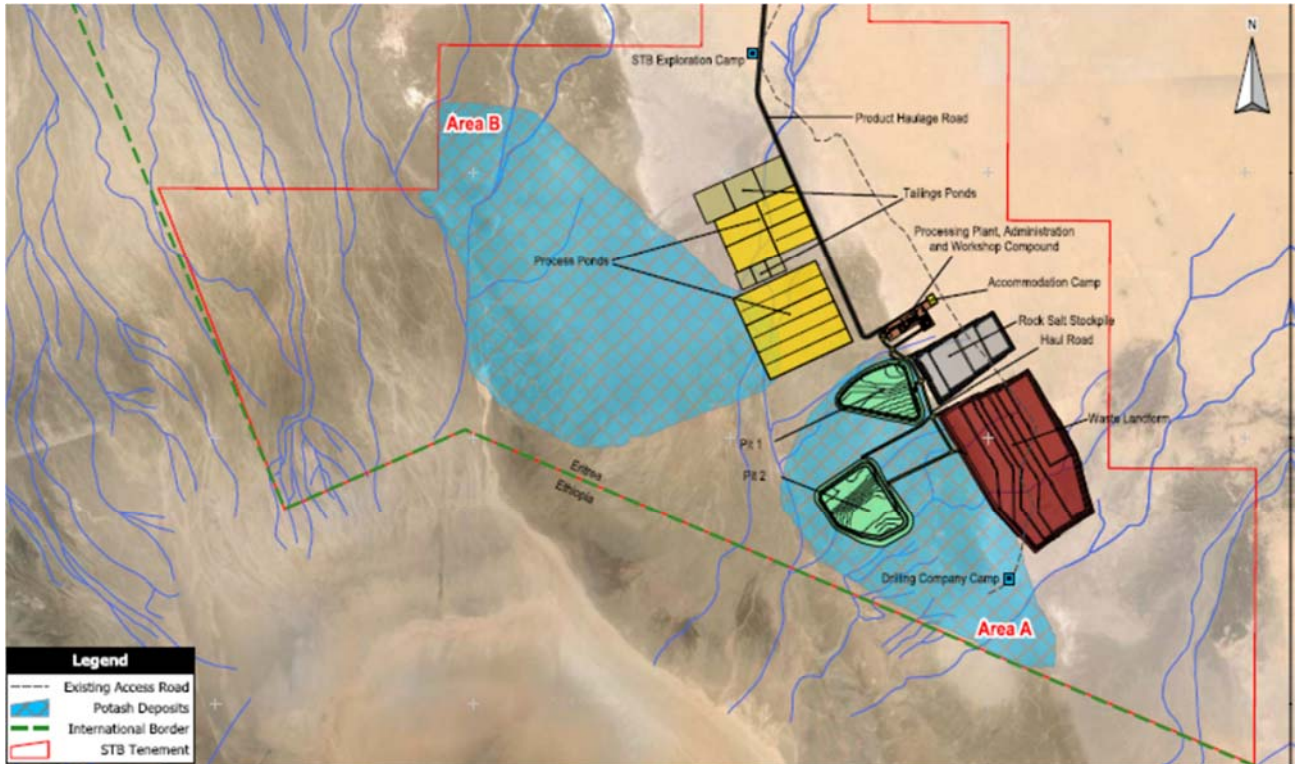 N
STB Exploration Camp
Area B
Product Haulage Road
Tailings Ponds
Processing Plant, Administration
and Workshop Compound
Process Ponds
Accommodation Camp
Rock Salt Stockpile
Haul Road
Waste Landform
Pit 1
Pit 2
Eritrea
Ethiopia
Drilling Company Camp
Area A
Legend
Existing Access Road
Potash Deposits
International Border
STB Tenement